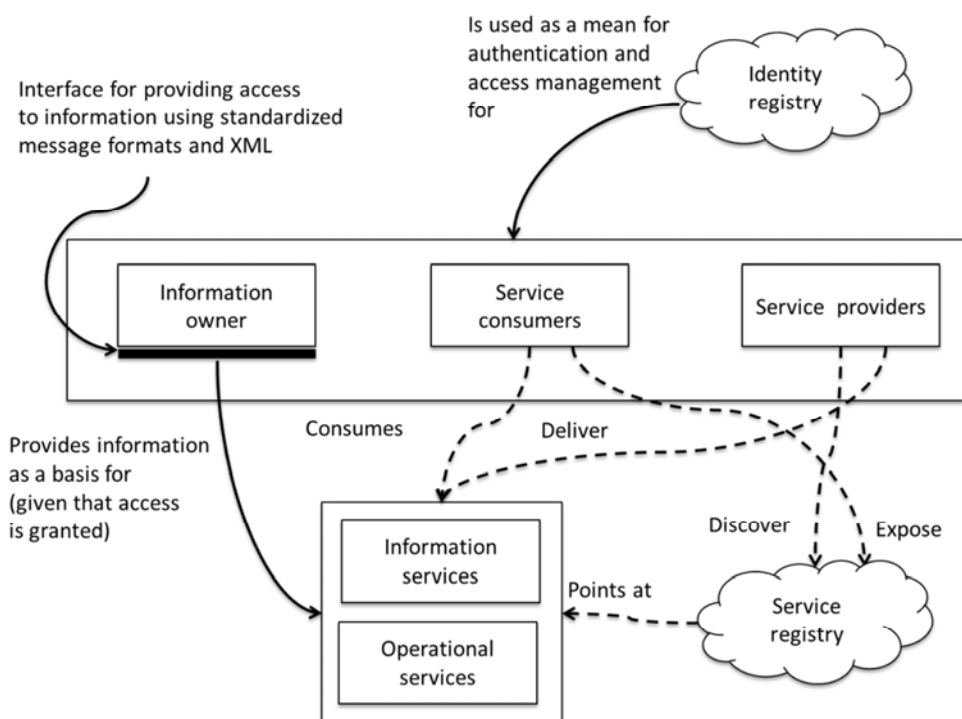 Is used as a mean for
authentication and
access management
for
Identity
registry
Interface for providing access
to information using standardized
message formats and XML
Information
owner
Service
consumers
Service providers
Consumes
Deliver
Provides information
as a basis for
(given that access
is granted)
Discover
Expose
Information
services
Operational
services
Points at
Service
registry